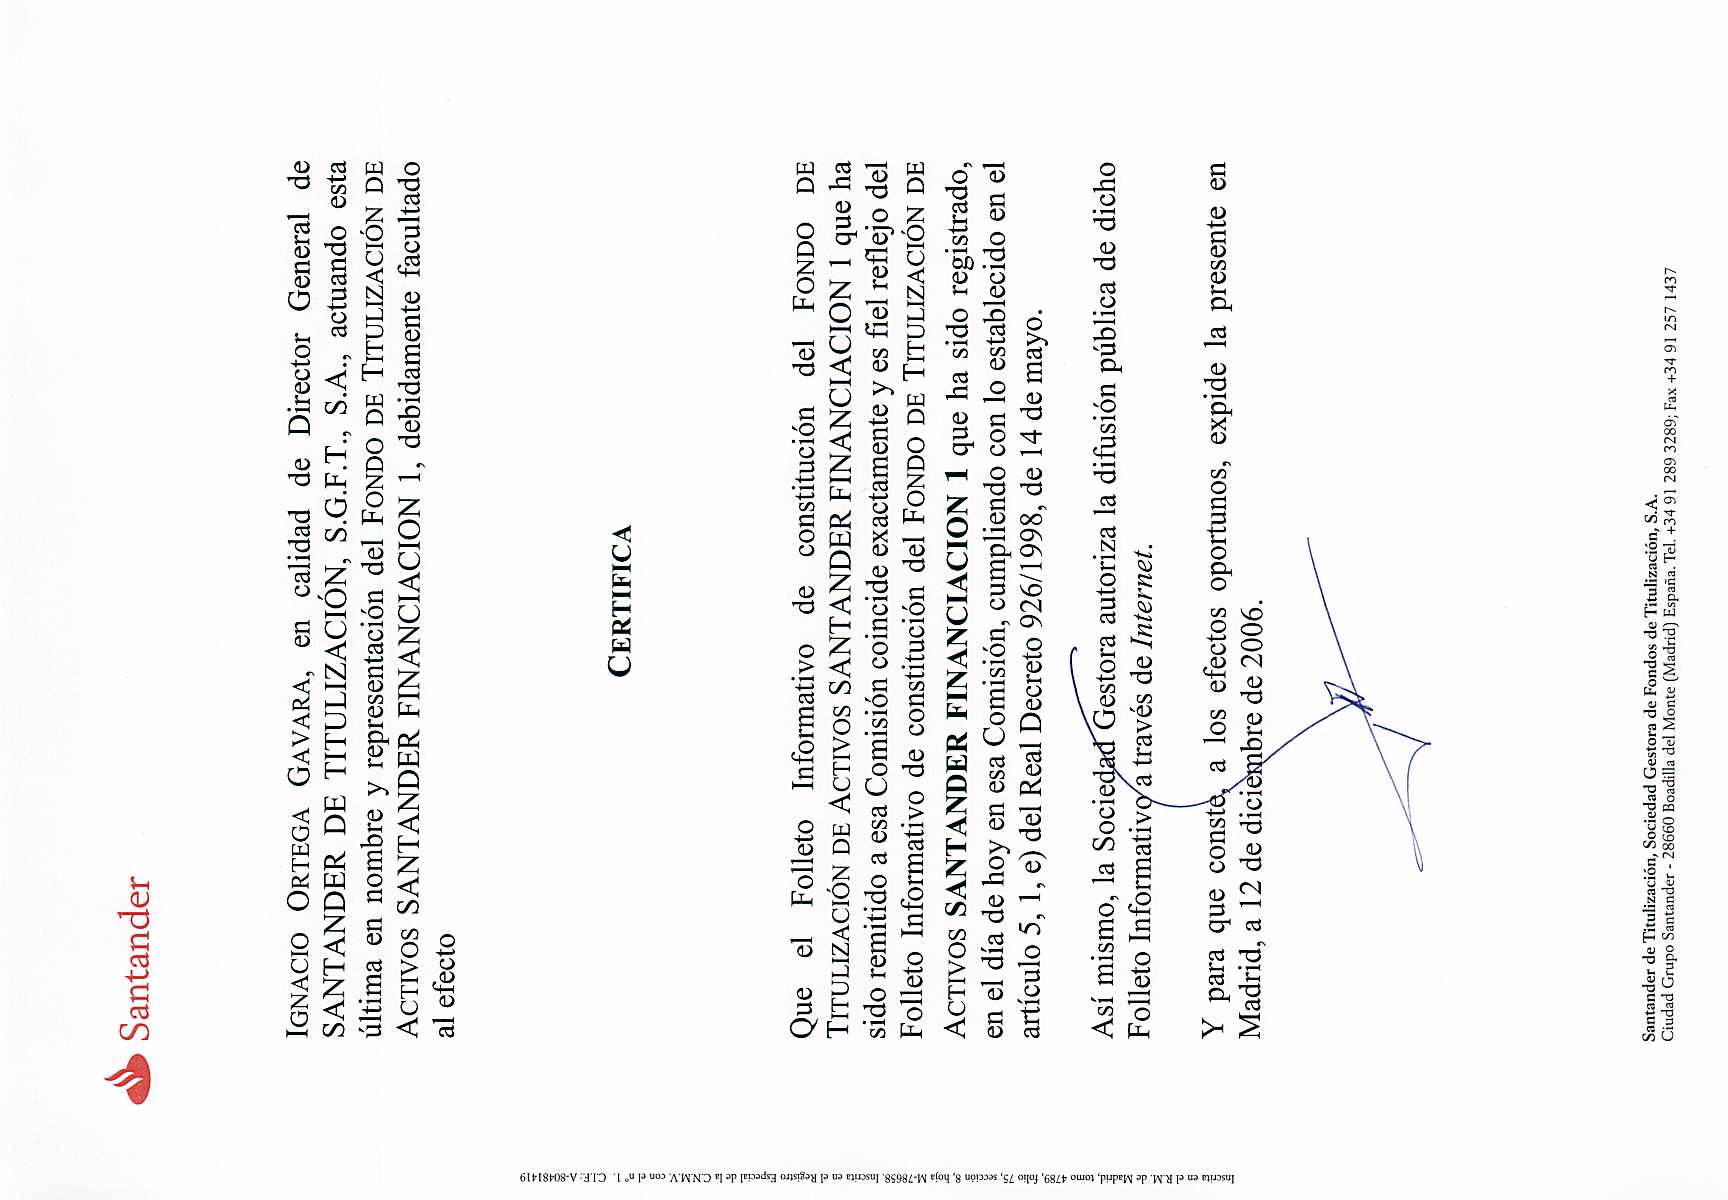 Santander
IGNACIO ORTEGA GAVARA, en calidad de Director General de
SANTANDER DE TITULIZACIÓN, S.G.F.T., S.A., actuando esta
última en nombre y representación del FONDO DE TITULIZACIÓN DE
ACTIVOS SANTANDER FINANCIACION 1, debidamente facultado
al efecto
CERTIFICA
Que el Folleto Informativo de constitución del FONDO DE
TITULIZACIÓN DE ACTIVOS SANTANDER FINANCIACION 1 que ha
sido remitido a esa Comisión coincide exactamente y es fiel reflejo del
Folleto Informativo de constitución del FONDO DE TITULIZACIÓN DE
ACTIVOS SANTANDER FINANCIACION 1 que ha sido registrado,
en el día de hoy en esa Comisión, cumpliendo con lo establecido en el
artículo 5, 1, e) del Real Decreto 926/1998, de 14 de mayo.
Así mismo, la Sociedad Gestora autoriza la difusión pública de dicho
Folleto Informativo a través de Internet.
Y para que conste, a los efectos oportunos, expide la presente en
Madrid, a 12 de diciembre de 2006.
Santander de Titulización, Sociedad Gestora de Fondos de Titulización, S.A.
Ciudad Grupo Santander - 28660 Boadilla del Monte (Madrid) España. Tel. +34 91 289 3289; Fax +34 91 257 1437
Inscrita en el R.M. de Madrid, tomo 4789, folio 75, sección 8, hoja M-78658. Inscrita en el Registro Especial de la C.N.M.V. con el nº 1. C.I.F.: A-80481419